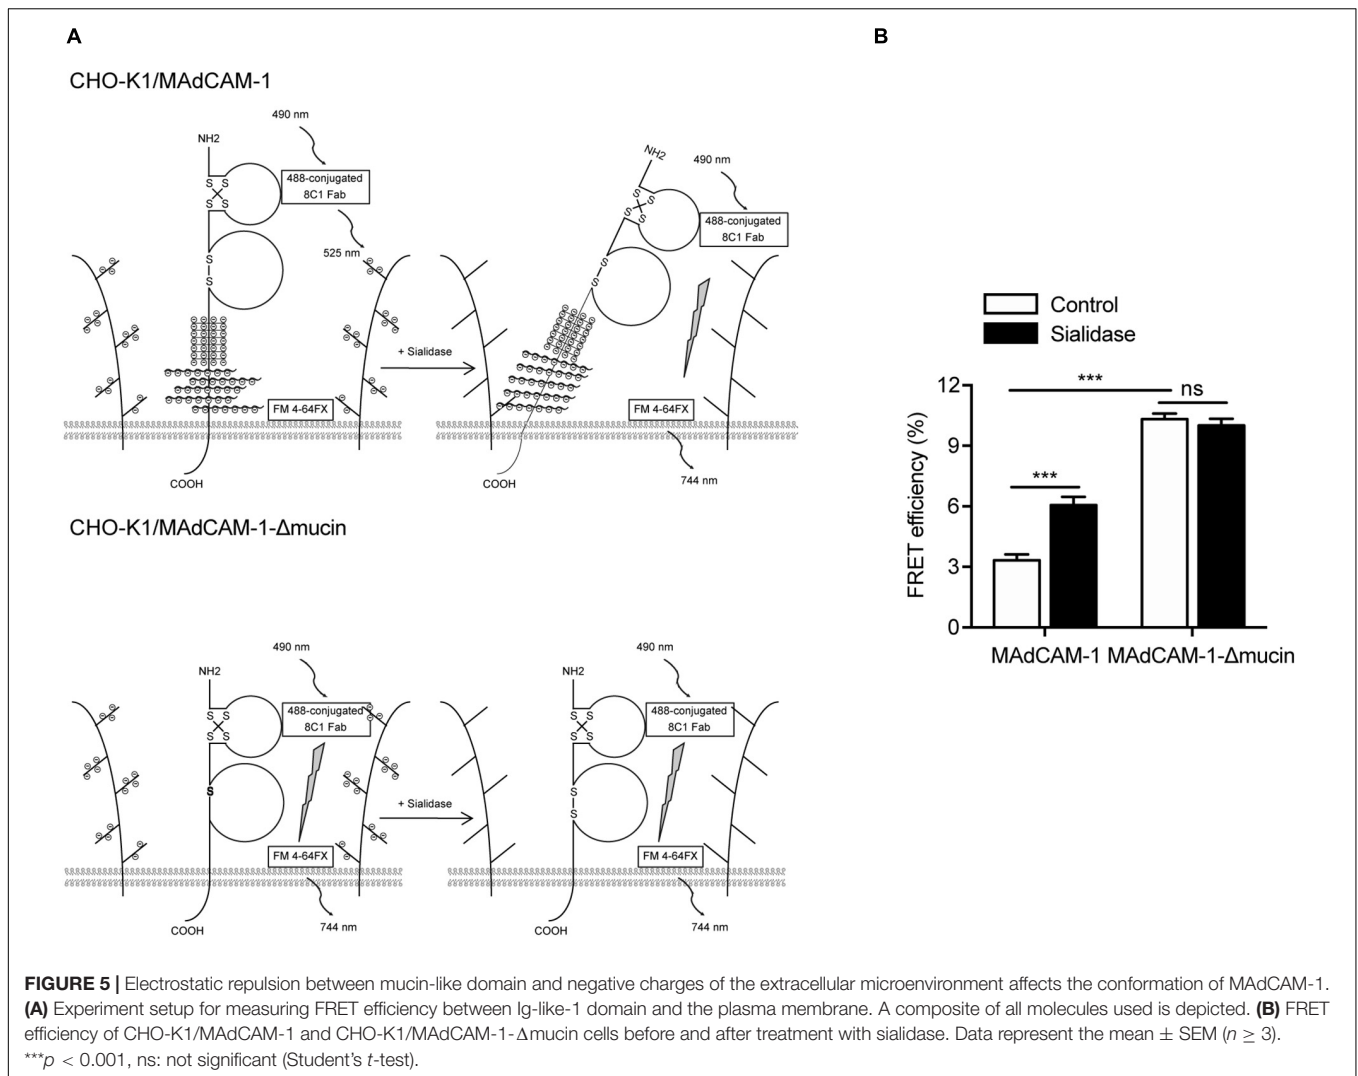 A
B
CHO-K1/MAdCAM-1
490 nm
NH2
S S
S S
488-conjugated
8C1 Fab
525 nm
S
S
FM 4-64FX
COOH
+ Sialidase
NH2
490 nm
S
S
S
S
488-conjugated
8C1 Fab
S
S
FM 4-64FX
744 nm
COOH
CHO-K1/MAdCAM-1-Δmucin
490 nm
NH2
S S
S S
488-conjugated
8C1 Fab
S
FM 4-64FX
744 nm
COOH
+ Sialidase
490 nm
NH2
S S
S S
488-conjugated
8C1 Fab
S
S
FM 4-64FX
744 nm
COOH
Control
Sialidase
FRET efficiency (%)
12
9
6
3
0
***
***
ns
MAdCAM-1 MAdCAM-1-Δmucin
FIGURE 5 | Electrostatic repulsion between mucin-like domain and negative charges of the extracellular microenvironment affects the conformation of MAdCAM-1.
(A) Experiment setup for measuring FRET efficiency between Ig-like-1 domain and the plasma membrane. A composite of all molecules used is depicted. (B) FRET
efficiency of CHO-K1/MAdCAM-1 and CHO-K1/MAdCAM-1-Δmucin cells before and after treatment with sialidase. Data represent the mean ± SEM (n ≥ 3).
***p < 0.001, ns: not significant (Student's t-test).